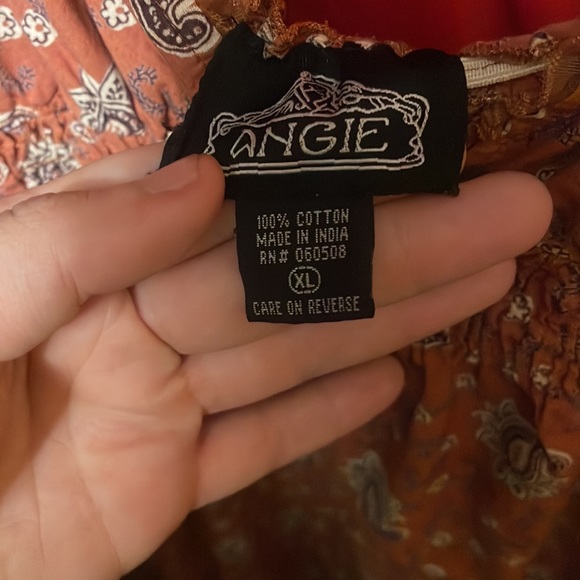 ANGIE
100% COTTON
MADE IN INDIA
RN# 060508
XL
CARE ON REVERSE